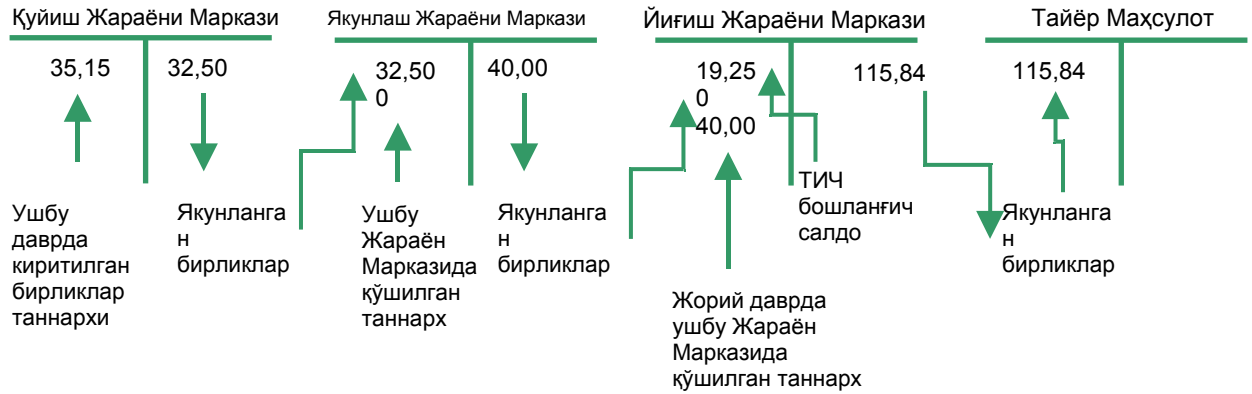 Қуйиш Жараёни Маркази
Якунлаш Жараёни Маркази
Йиғиш Жараёни Маркази
Тайёр Маҳсулот
35,15
32,50
32,50
0
40,00
19,25
0
40,00
115,84
115,84
Ушбу
даврда
киритилган
бирликлар
таннархи
Якунланга
н
бирликлар
Ушбу
Жараён
Марказида
қўшилган
таннарх
Якунланга
н
бирликлар
Жорий даврда
ушбу Жараён
Марказида
қўшилган таннарх
ТИЧ
бошланғич
салдо
Якунланга
н
бирликлар